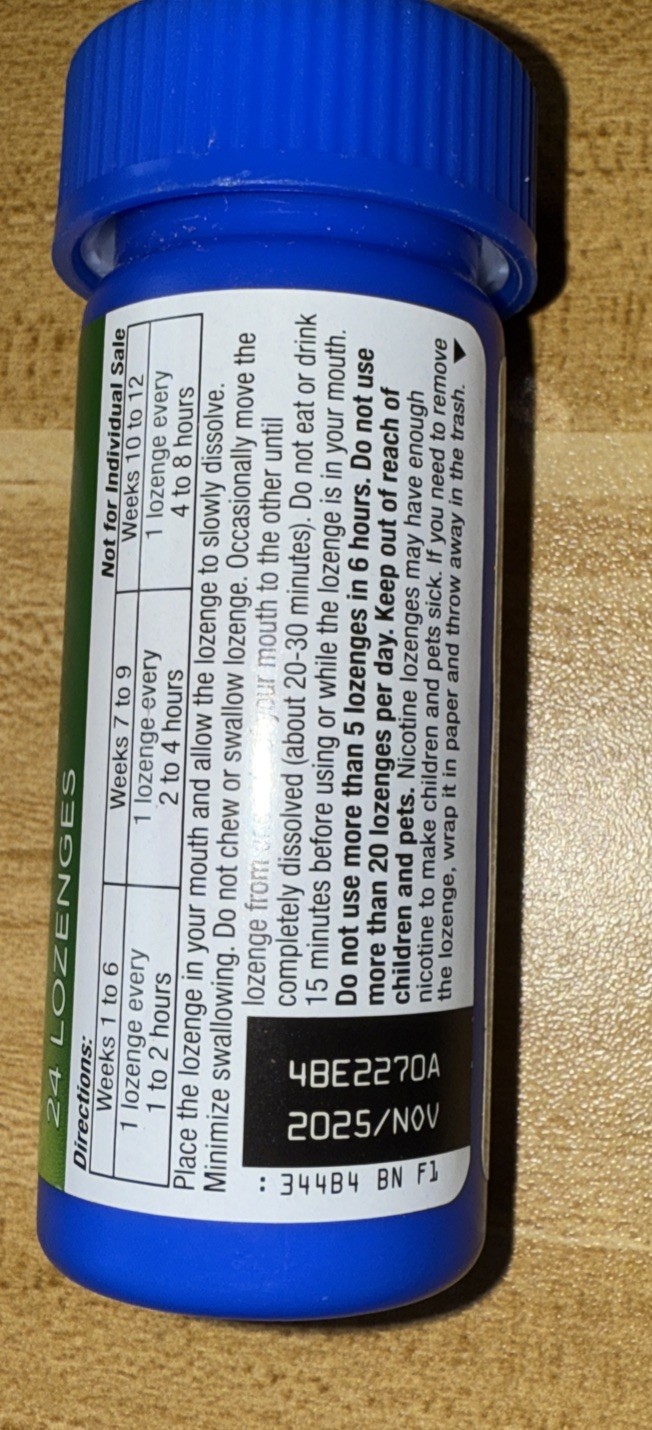 24 LOZENGES
Directions:
Not for Individual Sale
Weeks 1 to 6
Weeks 7 to 9
Weeks 10 to 12
1 lozenge every
1 to 2 hours
1 lozenge every
2 to 4 hours
1 lozenge every
4 to 8 hours
Place the lozenge in your mouth and allow the lozenge to slowly dissolve.
Minimize swallowing. Do not chew or swallow lozenge. Occasionally move the
lozenge from your mouth to the other until
completely dissolved (about 20-30 minutes). Do not eat or drink
15 minutes before using or while the lozenge is in your mouth.
Do not use more than 5 lozenges in 6 hours. Do not use
more than 20 lozenges per day. Keep out of reach of
children and pets. Nicotine lozenges may have enough
nicotine to make children and pets sick. If you need to remove
the lozenge, wrap it in paper and throw away in the trash.
4BE2270A
2025/NOV
: 344B4 BN F1